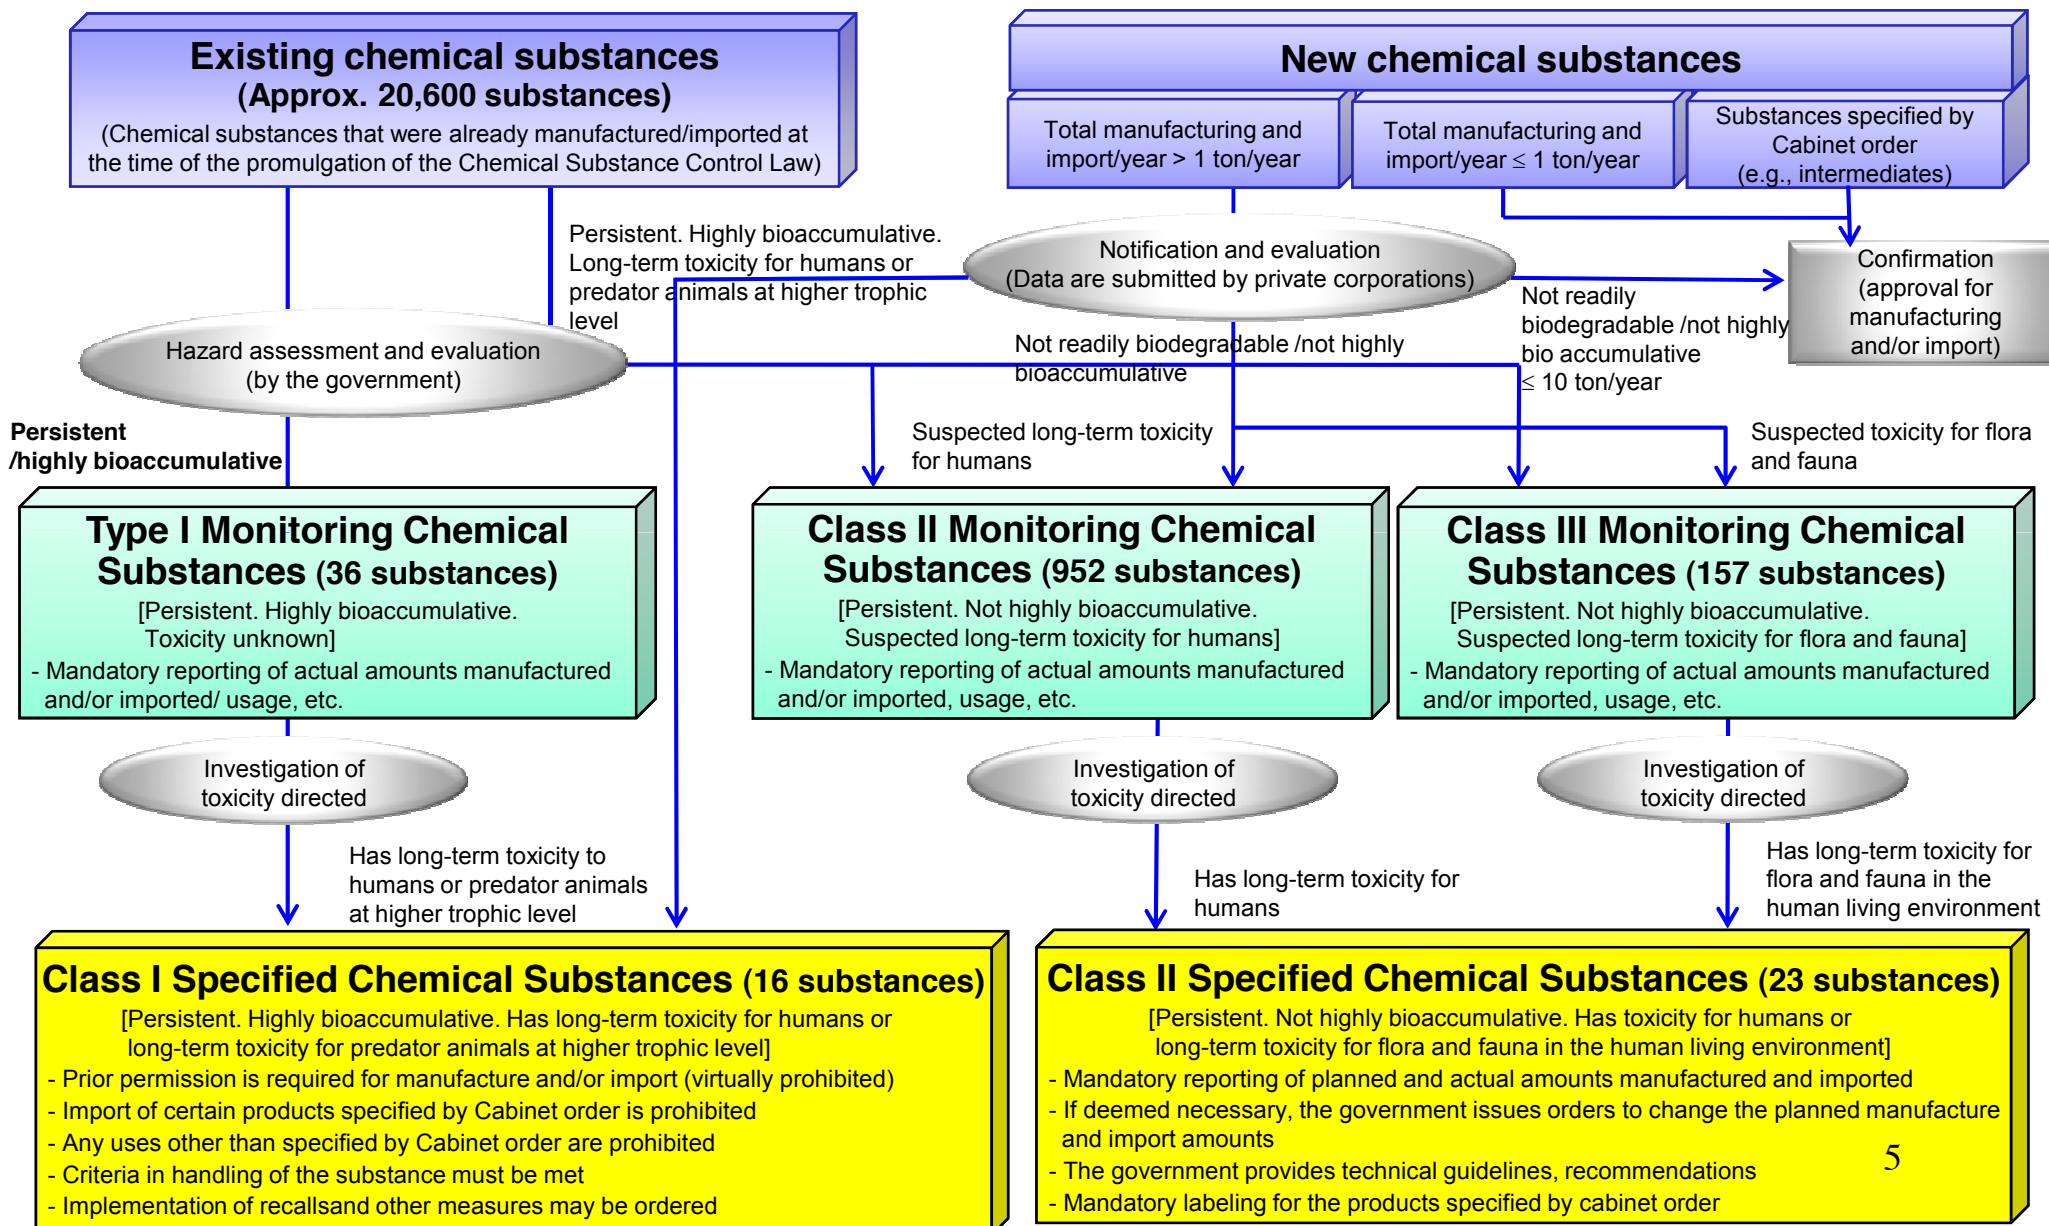 Existing chemical substances
(Approx. 20,600 substances)
(Chemical substances that were already manufactured/imported at
the time of the promulgation of the Chemical Substance Control Law)
New chemical substances
Total manufacturing and
import/year > 1 ton/year
Total manufacturing and
import/year ≤ 1 ton/year
Substances specified by
Cabinet order
(e.g., intermediates)
Persistent. Highly bioaccumulative.
Long-term toxicity for humans or
predator animals at higher trophic
level
Notification and evaluation
(Data are submitted by private corporations)
Confirmation
(approval for
manufacturing
and/or import)
Not readily
biodegradable /not highly
bio accumulative
≤ 10 ton/year
Hazard assessment and evaluation
(by the government)
Not readily biodegradable /not highly
bioaccumulative
Persistent
/highly bioaccumulative
Suspected long-term toxicity
for humans
Suspected toxicity for flora
and fauna
Type I Monitoring Chemical
Substances (36 substances)
[Persistent. Highly bioaccumulative.
Toxicity unknown]
- Mandatory reporting of actual amounts manufactured
and/or imported/ usage, etc.
Class II Monitoring Chemical
Substances (952 substances)
[Persistent. Not highly bioaccumulative.
Suspected long-term toxicity for humans]
- Mandatory reporting of actual amounts manufactured
and/or imported, usage, etc.
Class III Monitoring Chemical
Substances (157 substances)
[Persistent. Not highly bioaccumulative.
Suspected long-term toxicity for flora and fauna]
- Mandatory reporting of actual amounts manufactured
and/or imported, usage, etc.
Investigation of
toxicity directed
Investigation of
toxicity directed
Investigation of
toxicity directed
Has long-term toxicity to
humans or predator animals
at higher trophic level
Has long-term toxicity for
humans
Has long-term toxicity for
flora and fauna in the
human living environment
Class I Specified Chemical Substances (16 substances)
[Persistent. Highly bioaccumulative. Has long-term toxicity for humans or
long-term toxicity for predator animals at higher trophic level]
- Prior permission is required for manufacture and/or import (virtually prohibited)
- Import of certain products specified by Cabinet order is prohibited
- Any uses other than specified by Cabinet order are prohibited
- Criteria in handling of the substance must be met
- Implementation of recallsand other measures may be ordered
Class II Specified Chemical Substances (23 substances)
[Persistent. Not highly bioaccumulative. Has toxicity for humans or
long-term toxicity for flora and fauna in the human living environment]
- Mandatory reporting of planned and actual amounts manufactured and imported
- If deemed necessary, the government issues orders to change the planned manufacture
and import amounts
- The government provides technical guidelines, recommendations
- Mandatory labeling for the products specified by cabinet order
5